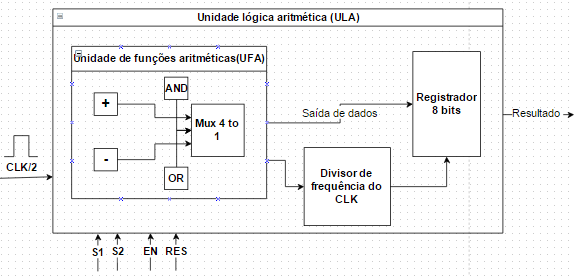 Unidade lógica aritmética (ULA)
Unidade de funções aritméticas(UFA)
AND
+
Mux 4 to
1
-
OR
Saída de dados
Registrador
8 bits
Resultado
Divisor de
frequência do
CLK
CLK/2
S1
S2
EN
RES